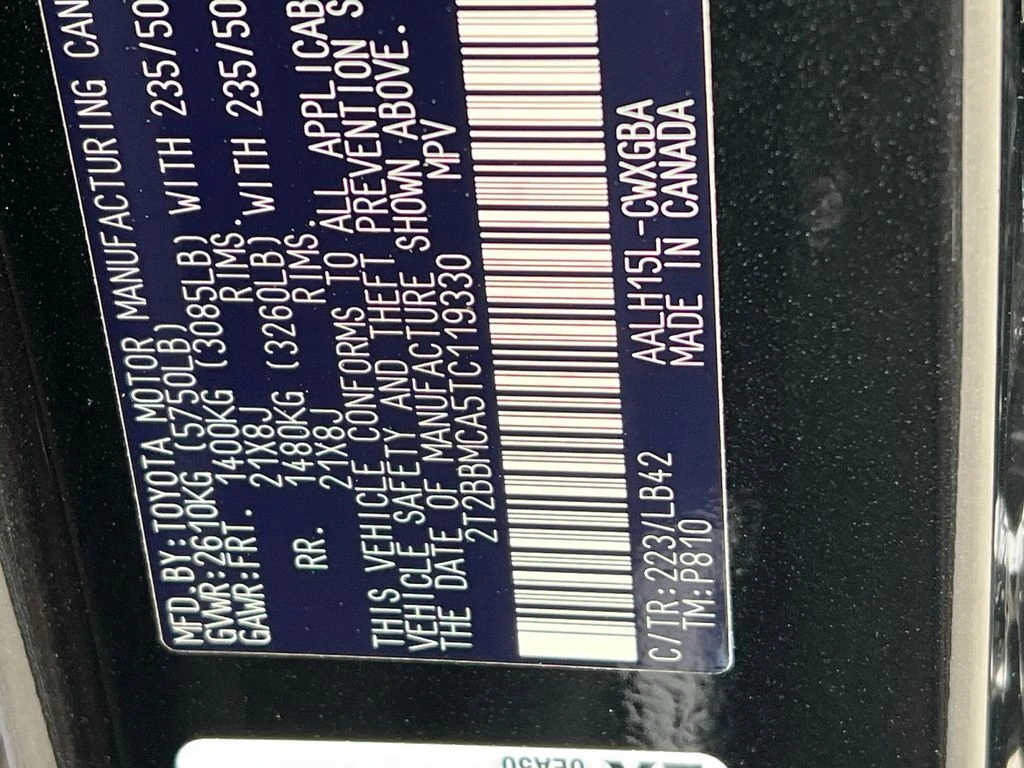 MFD.BY:TOYOTA MOTOR MANUFACTURING CAN
GVWR:2610KG (5750LB)
GAWR:FRT. 1400KG (3085LB) WITH 235/50
21X8J RIMS.
RR. 1480KG (3260LB) WITH 235/50
21X8J RIMS.
THIS VEHICLE CONFORMS TO ALL APPLICAB
VEHICLE SAFETY AND THEFT PREVENTION S
THE DATE OF MANUFACTURE SHOWN ABOVE.
2T2BBMCA5TC119330 MPV
C/TR:223/LB42 AALH15L-CWXGBA
TM:P810 MADE IN CANADA
0EA50